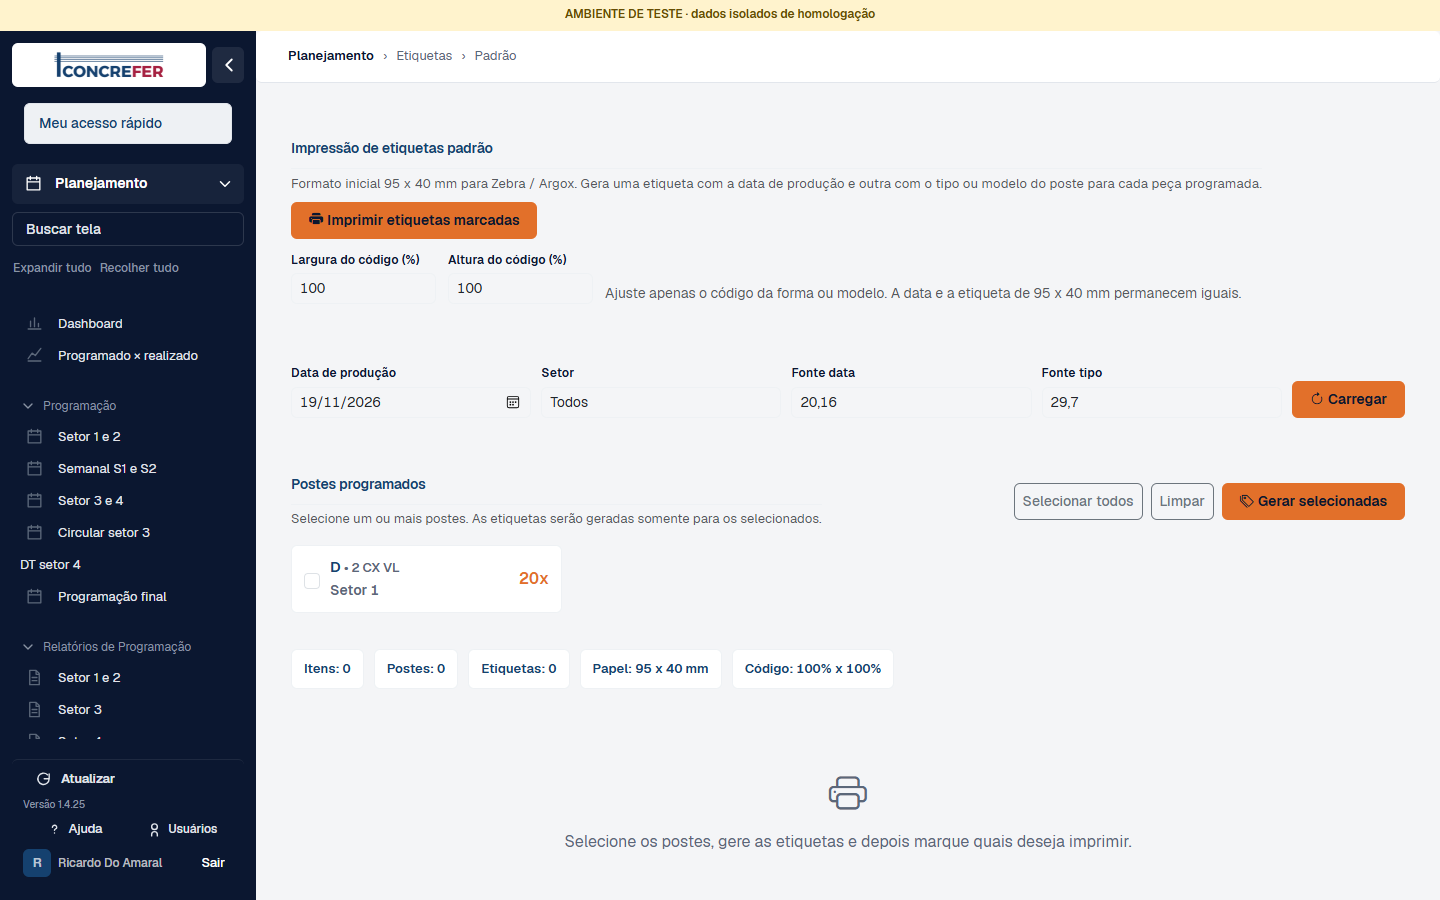 AMBIENTE DE TESTE · dados isolados de homologação
CONCREFER
Meu acesso rápido
Planejamento
Buscar tela
Expandir tudo Recolher tudo
Dashboard
Programado × realizado
Programação
Setor 1 e 2
Semanal S1 e S2
Setor 3 e 4
Circular setor 3
DT setor 4
Programação final
Relatórios de Programação
Setor 1 e 2
Setor 3
Atualizar
Versão 1.4.25
? Ajuda Usuários
R Ricardo Do Amaral Sair
Planejamento › Etiquetas › Padrão
Impressão de etiquetas padrão
Formato inicial 95 x 40 mm para Zebra / Argox. Gera uma etiqueta com a data de produção e outra com o tipo ou modelo do poste para cada peça programada.
Imprimir etiquetas marcadas
Largura do código (%) Altura do código (%)
100 100 Ajuste apenas o código da forma ou modelo. A data e a etiqueta de 95 x 40 mm permanecem iguais.
Data de produção Setor Fonte data Fonte tipo
19/11/2026 Todos 20,16 29,7 Carregar
Postes programados
Selecione um ou mais postes. As etiquetas serão geradas somente para os selecionados.
Selecionar todos Limpar Gerar selecionadas
D • 2 CX VL
Setor 1
20x
Itens: 0 Postes: 0 Etiquetas: 0 Papel: 95 x 40 mm Código: 100% x 100%
Selecione os postes, gere as etiquetas e depois marque quais deseja imprimir.